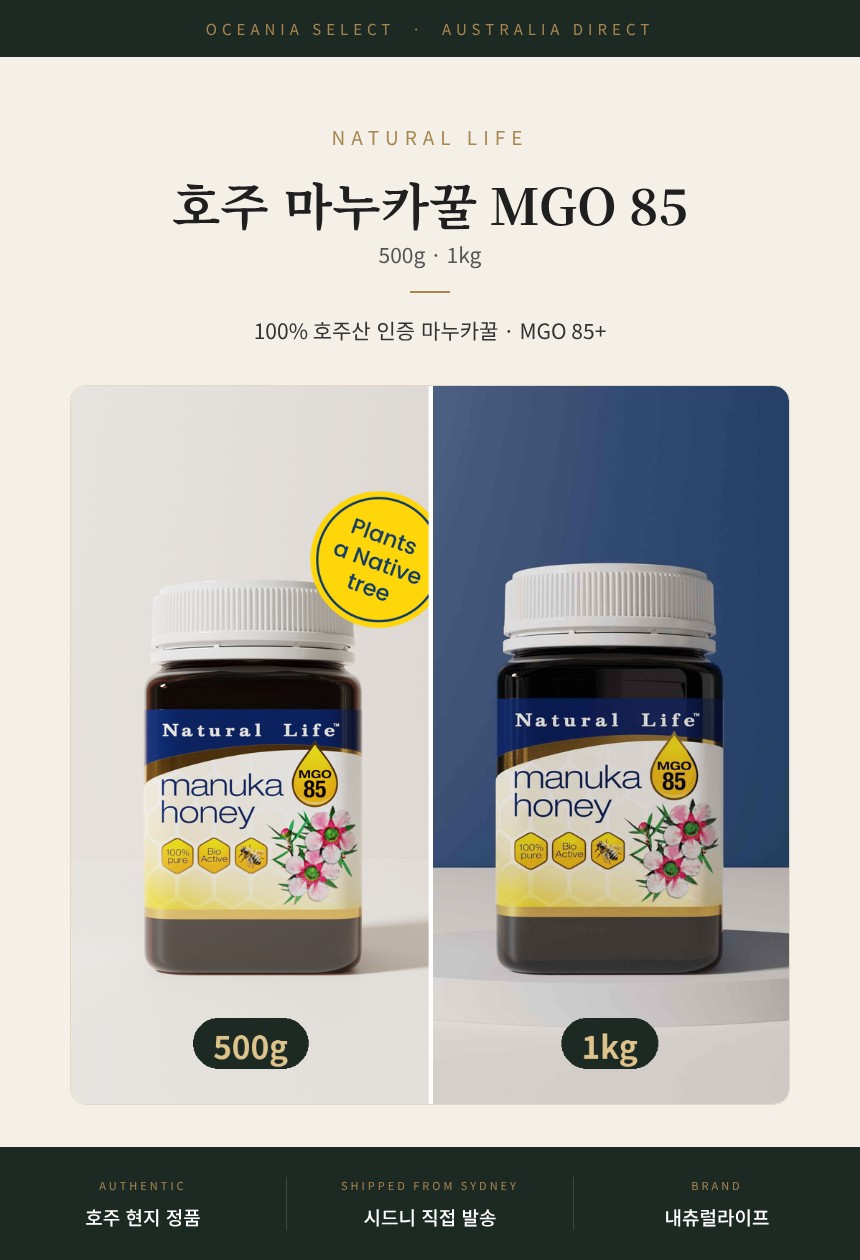 OCEANIA SELECT · AUSTRALIA DIRECT
NATURAL LIFE
호주 마누카꿀 MGO 85
500g · 1kg
100% 호주산 인증 마누카꿀 · MGO 85+
Plants
a Native
tree
Natural Life™
manuka
honey
MGO
85
100%
pure
Bio
Active
500g
Natural Life™
manuka
honey
MGO
85
100%
pure
Bio
Active
1kg
AUTHENTIC
호주 현지 정품
SHIPPED FROM SYDNEY
시드니 직접 발송
BRAND
내츄럴라이프